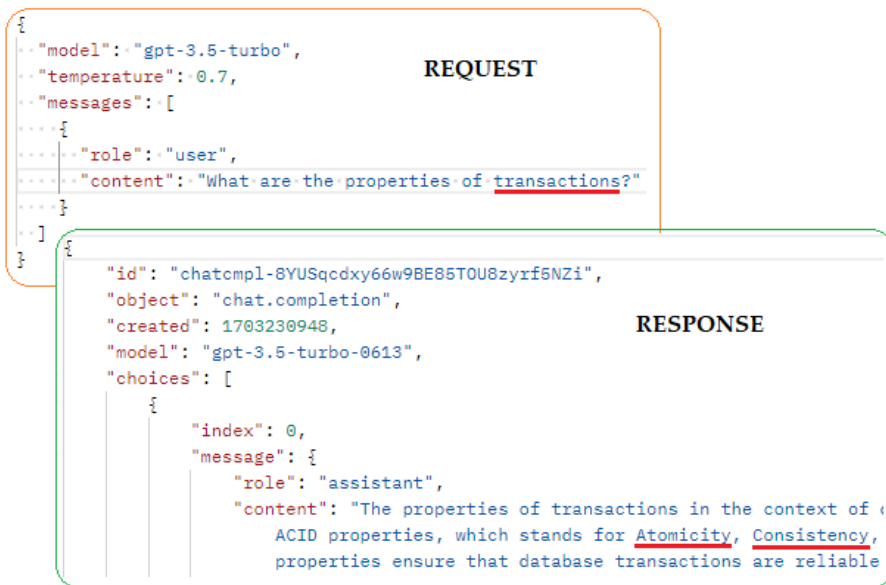 {
"model": "gpt-3.5-turbo",
"temperature": 0.7,
REQUEST
"messages": [
{
"role": "user",
"content": "What are the properties of transactions?"
}
]
}
{
"id": "chatcmpl-8YUSqcdxy66w9BE85TOU8zyrf5NZi",
"object": "chat.completion",
"created": 1703230948,
RESPONSE
"model": "gpt-3.5-turbo-0613",
"choices": [
{
"index": 0,
"message": {
"role": "assistant",
"content": "The properties of transactions in the context of
ACID properties, which stands for Atomicity, Consistency,
properties ensure that database transactions are reliable